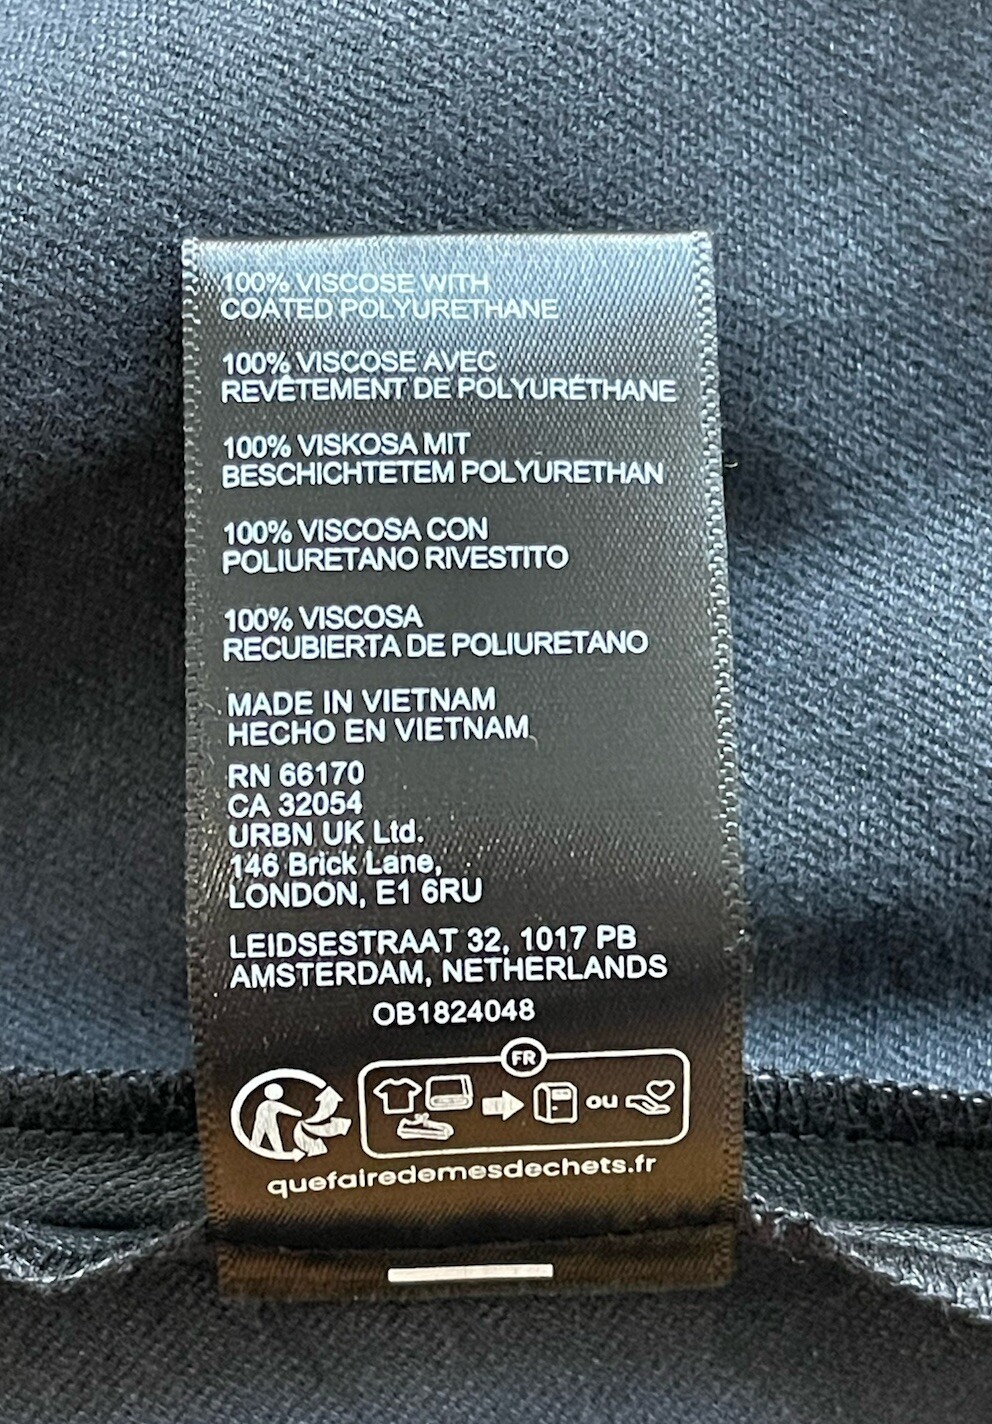 100% VISCOSE WITH
COATED POLYURETHANE
100% VISCOSE AVEC
REVÊTEMENT DE POLYURÉTHANE
100% VISKOSA MIT
BESCHICHTETEM POLYURETHAN
100% VISCOSA CON
POLIURETANO RIVESTITO
100% VISCOSA
RECUBIERTA DE POLIURETANO
MADE IN VIETNAM
HECHO EN VIETNAM
RN 66170
CA 32054
URBN UK Ltd.
146 Brick Lane,
LONDON, E1 6RU
LEIDSESTRAAT 32, 1017 PB
AMSTERDAM, NETHERLANDS
OB1824048
FR
ou
quefairedemesdechets.fr